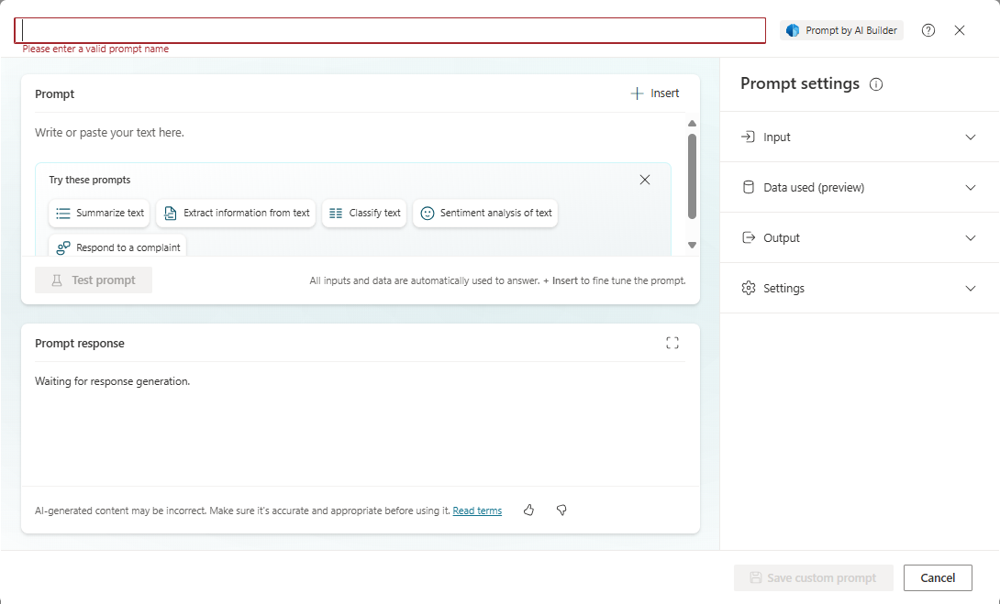 Prompt by AI Builder
Please enter a valid prompt name
Prompt
Insert
Write or paste your text here.
Try these prompts
Summarize text
Extract information from text
Classify text
Sentiment analysis of text
Respond to a complaint
Test prompt
All inputs and data are automatically used to answer. + Insert to fine tune the prompt.
Prompt response
Waiting for response generation.
AI-generated content may be incorrect. Make sure it's accurate and appropriate before using it. Read terms
Prompt settings
Input
Data used (preview)
Output
Settings
Save custom prompt
Cancel